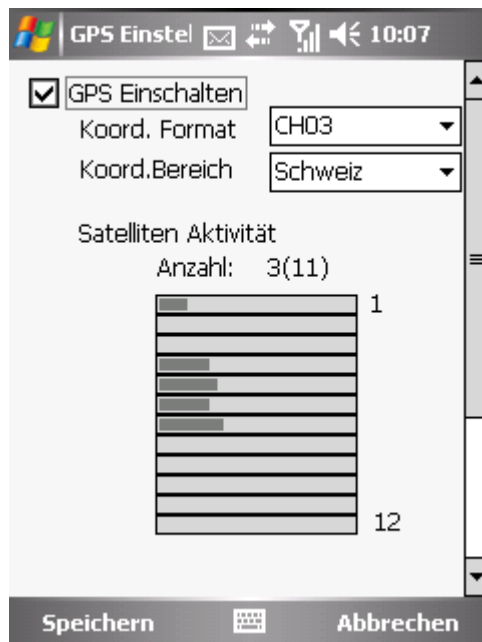 GPS Einstel 10:07
GPS Einschalten
Koord. Format CH03
Koord.Bereich Schweiz
Satelliten Aktivität
Anzahl: 3(11)
1
12
Speichern Abbrechen